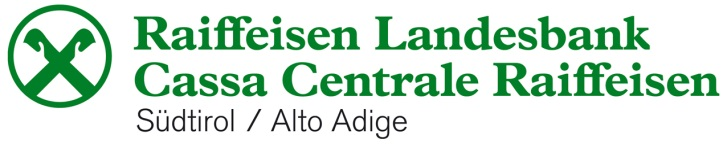 Raiffeisen Landesbank
Cassa Centrale Raiffeisen
Südtirol / Alto Adige